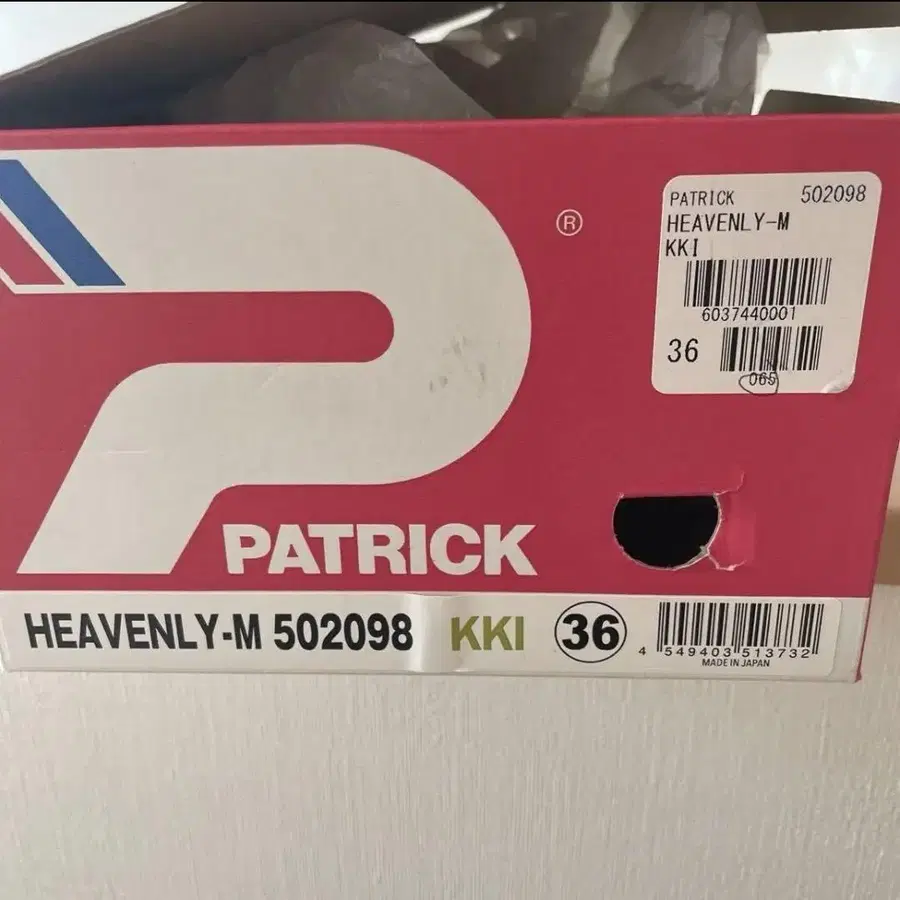 ®
PATRICK 502098
HEAVENLY-M
KKI
6037440001
36
065
PATRICK
HEAVENLY-M 502098 KKI 36
4 549403 513732
MADE IN JAPAN